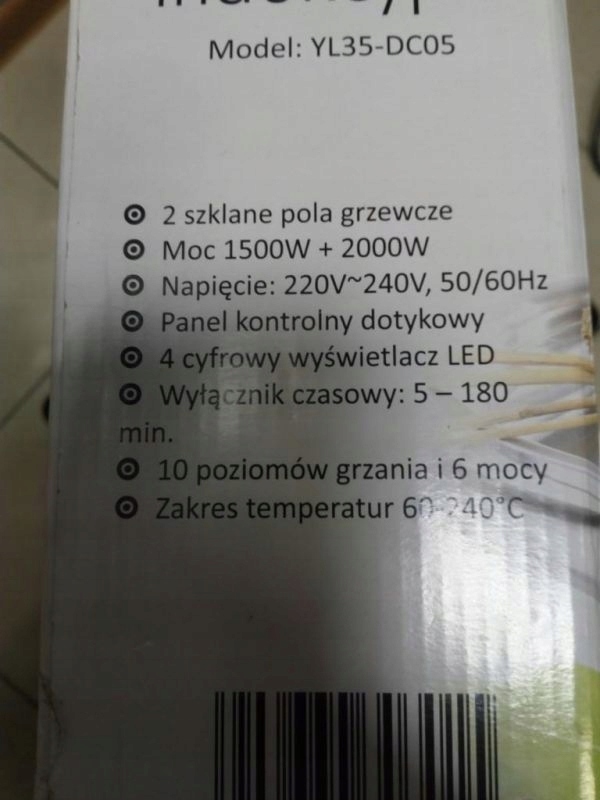 Model: YL35-DC05
2 szklane pola grzewcze
Moc 1500W + 2000W
Napięcie: 220V~240V, 50/60Hz
Panel kontrolny dotykowy
4 cyfrowy wyświetlacz LED
Wyłącznik czasowy: 5 – 180
min.
10 poziomów grzania i 6 mocy
Zakres temperatur 60-240°C